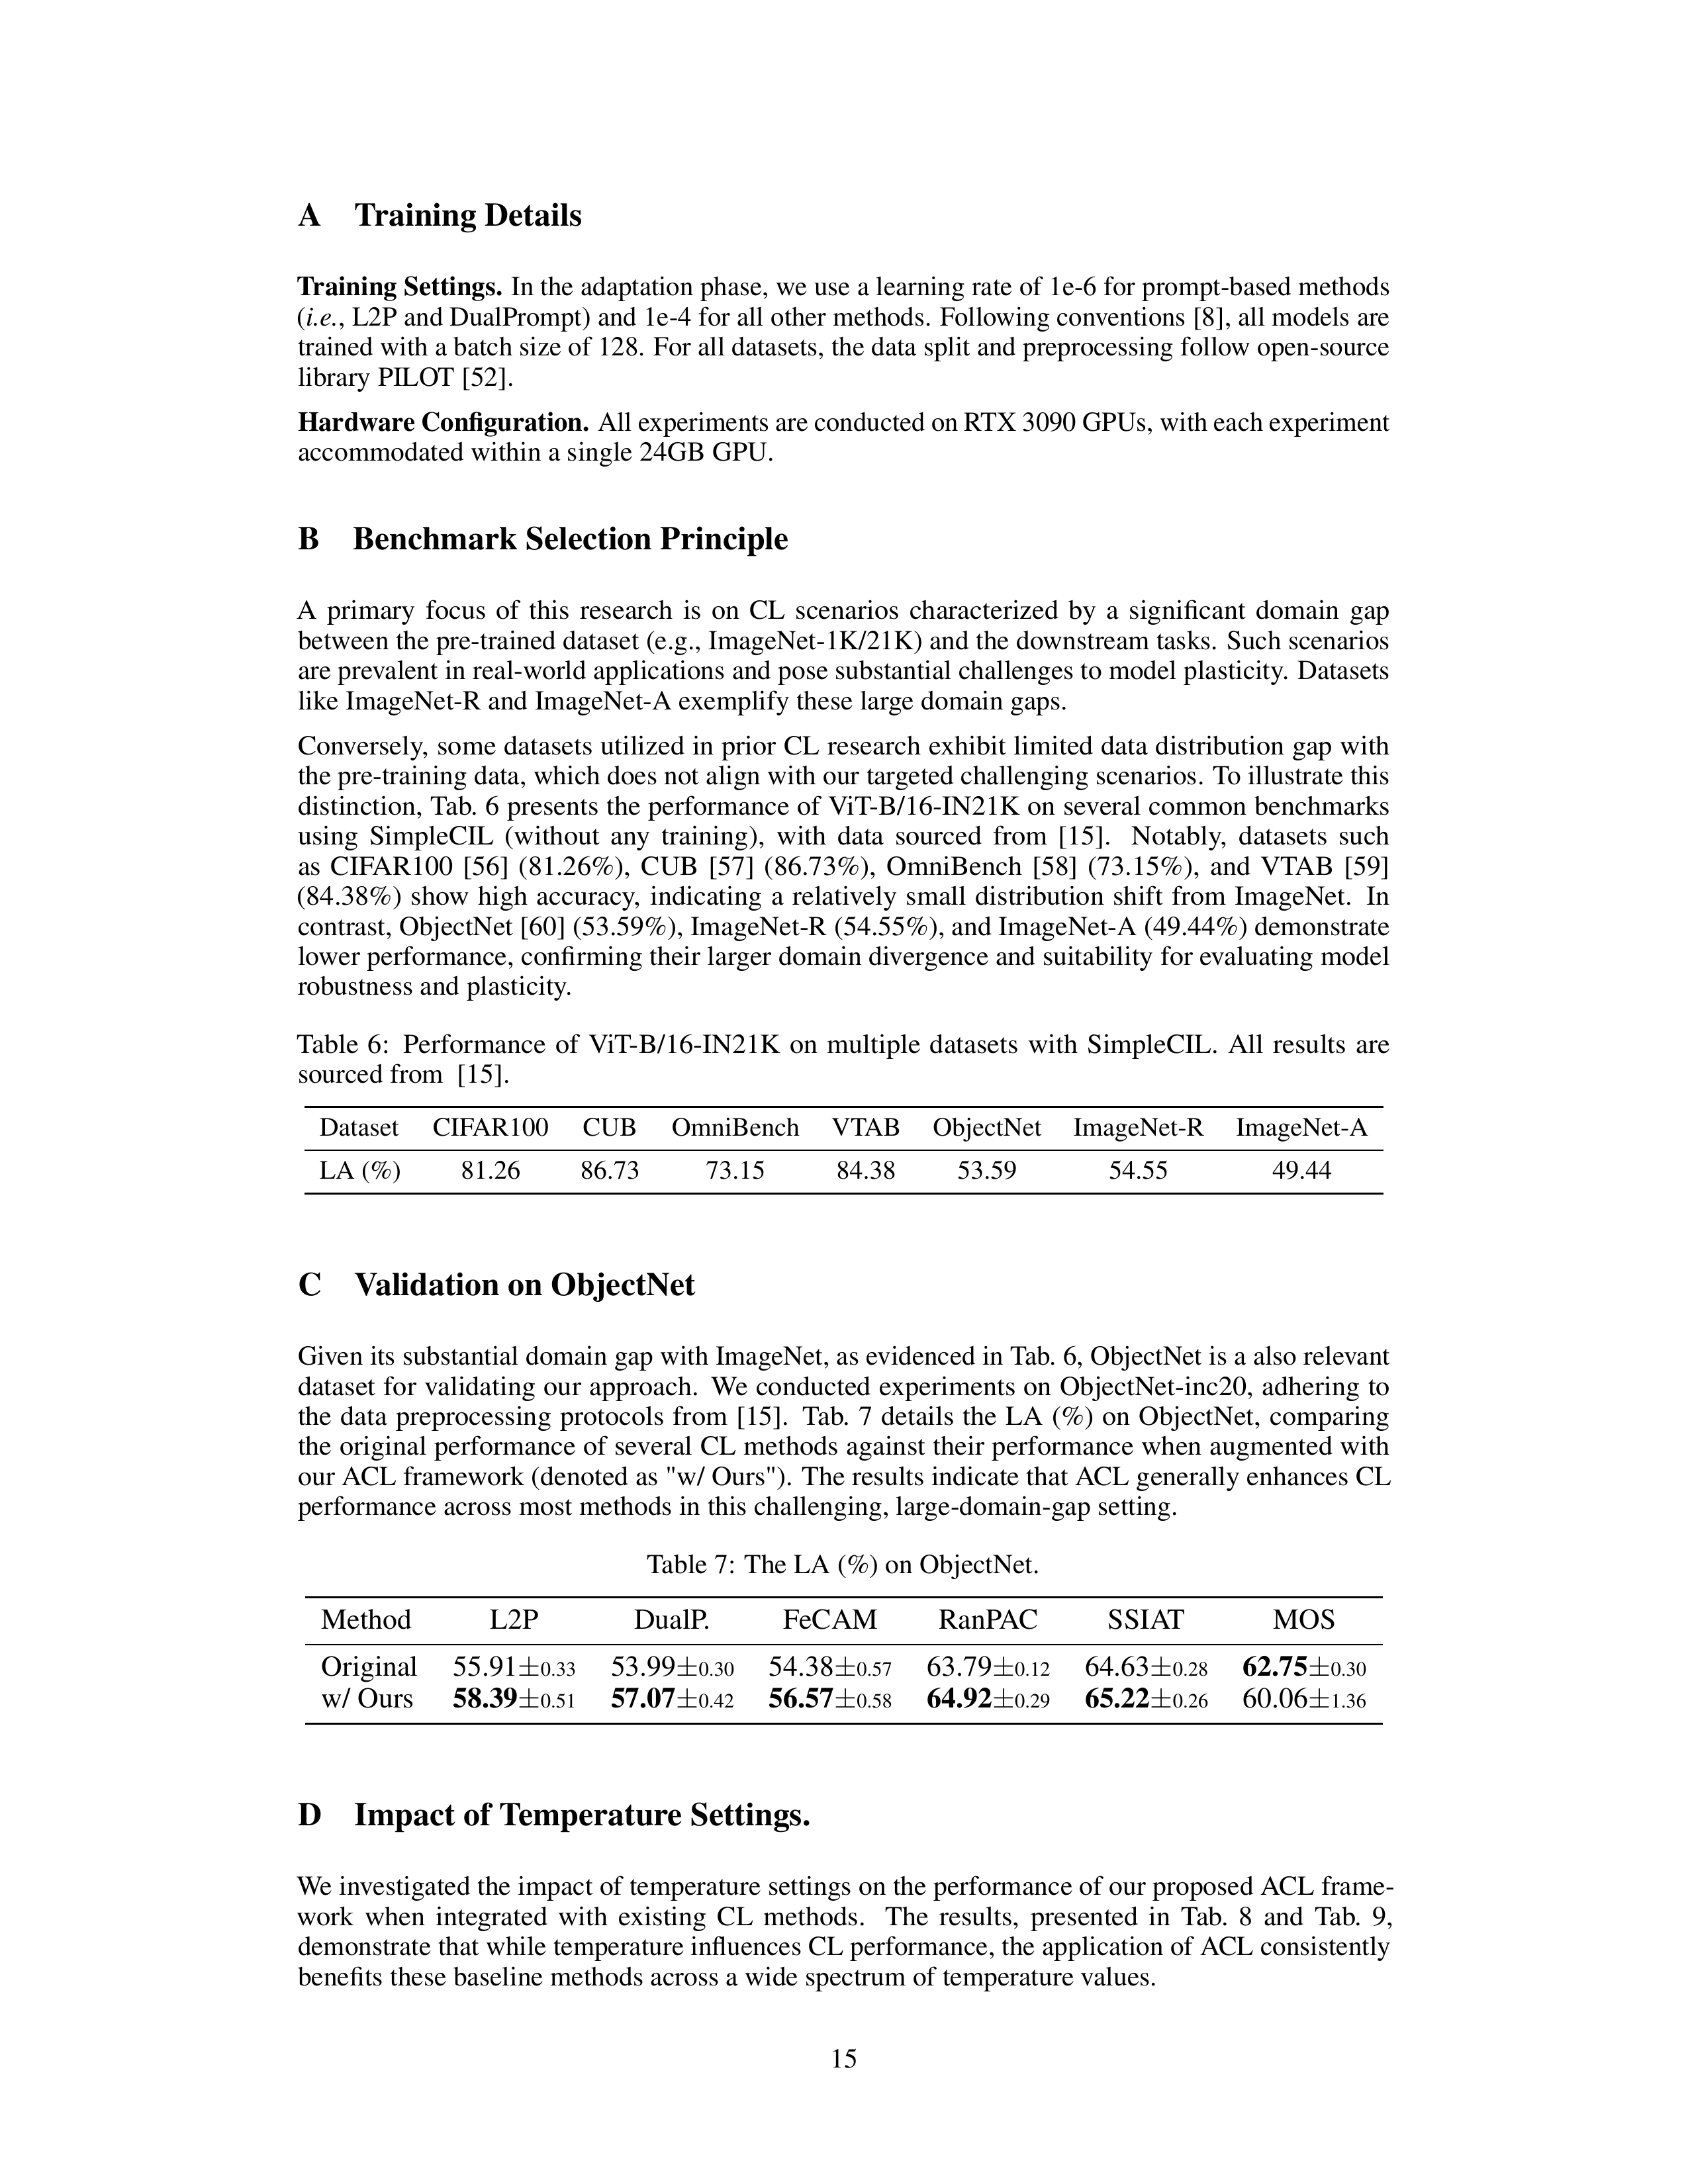 A Training Details
Training Settings. In the adaptation phase, we use a learning rate of 1e-6 for prompt-based methods
(i.e., L2P and DualPrompt) and 1e-4 for all other methods. Following conventions [8], all models are
trained with a batch size of 128. For all datasets, the data split and preprocessing follow open-source
library PILOT [52].
Hardware Configuration. All experiments are conducted on RTX 3090 GPUs, with each experiment
accommodated within a single 24GB GPU.
B Benchmark Selection Principle
A primary focus of this research is on CL scenarios characterized by a significant domain gap
between the pre-trained dataset (e.g., ImageNet-1K/21K) and the downstream tasks. Such scenarios
are prevalent in real-world applications and pose substantial challenges to model plasticity. Datasets
like ImageNet-R and ImageNet-A exemplify these large domain gaps.
Conversely, some datasets utilized in prior CL research exhibit limited data distribution gap with
the pre-training data, which does not align with our targeted challenging scenarios. To illustrate this
distinction, Tab. 6 presents the performance of ViT-B/16-IN21K on several common benchmarks
using SimpleCIL (without any training), with data sourced from [15]. Notably, datasets such
as CIFAR100 [56] (81.26%), CUB [57] (86.73%), OmniBench [58] (73.15%), and VTAB [59]
(84.38%) show high accuracy, indicating a relatively small distribution shift from ImageNet. In
contrast, ObjectNet [60] (53.59%), ImageNet-R (54.55%), and ImageNet-A (49.44%) demonstrate
lower performance, confirming their larger domain divergence and suitability for evaluating model
robustness and plasticity.
Table 6: Performance of ViT-B/16-IN21K on multiple datasets with SimpleCIL. All results are
sourced from [15].
Dataset CIFAR100 CUB OmniBench VTAB ObjectNet ImageNet-R ImageNet-A
LA (%) 81.26 86.73 73.15 84.38 53.59 54.55 49.44
C Validation on ObjectNet
Given its substantial domain gap with ImageNet, as evidenced in Tab. 6, ObjectNet is a also relevant
dataset for validating our approach. We conducted experiments on ObjectNet-inc20, adhering to
the data preprocessing protocols from [15]. Tab. 7 details the LA (%) on ObjectNet, comparing
the original performance of several CL methods against their performance when augmented with
our ACL framework (denoted as "w/ Ours"). The results indicate that ACL generally enhances CL
performance across most methods in this challenging, large-domain-gap setting.
Table 7: The LA (%) on ObjectNet.
Method L2P DualP. FeCAM RanPAC SSIAT MOS
Original 55.91±0.33 53.99±0.30 54.38±0.57 63.79±0.12 64.63±0.28 62.75±0.30
w/ Ours 58.39±0.51 57.07±0.42 56.57±0.58 64.92±0.29 65.22±0.26 60.06±1.36
D Impact of Temperature Settings.
We investigated the impact of temperature settings on the performance of our proposed ACL frame-
work when integrated with existing CL methods. The results, presented in Tab. 8 and Tab. 9,
demonstrate that while temperature influences CL performance, the application of ACL consistently
benefits these baseline methods across a wide spectrum of temperature values.
15